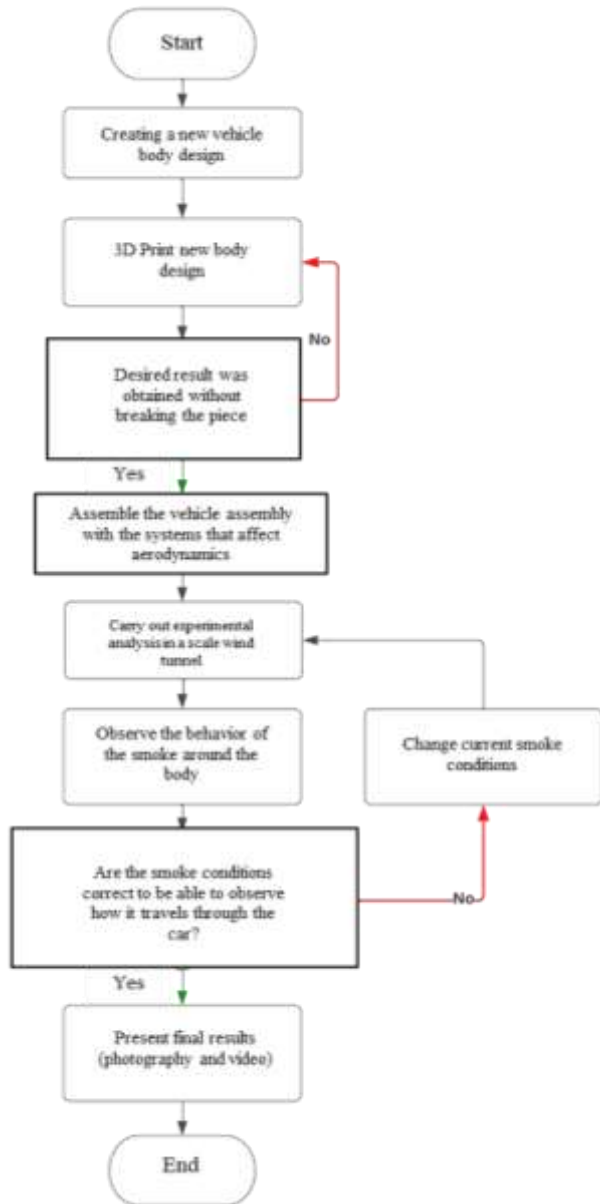 Start
Creating a new vehicle
body design
3D Print new body
design
No
Desired result was
obtained without
breaking the piece
Yes
Assemble the vehicle assembly
with the systems that affect
aerodynamics
Carry out experimental
analysis in a scale wind
tunnel
Observe the behavior of
the smoke around the
body
Change current smoke
conditions
Are the smoke conditions
correct to be able to observe
how it travels through the
car?
No
Yes
Present final results
(photography and video)
End